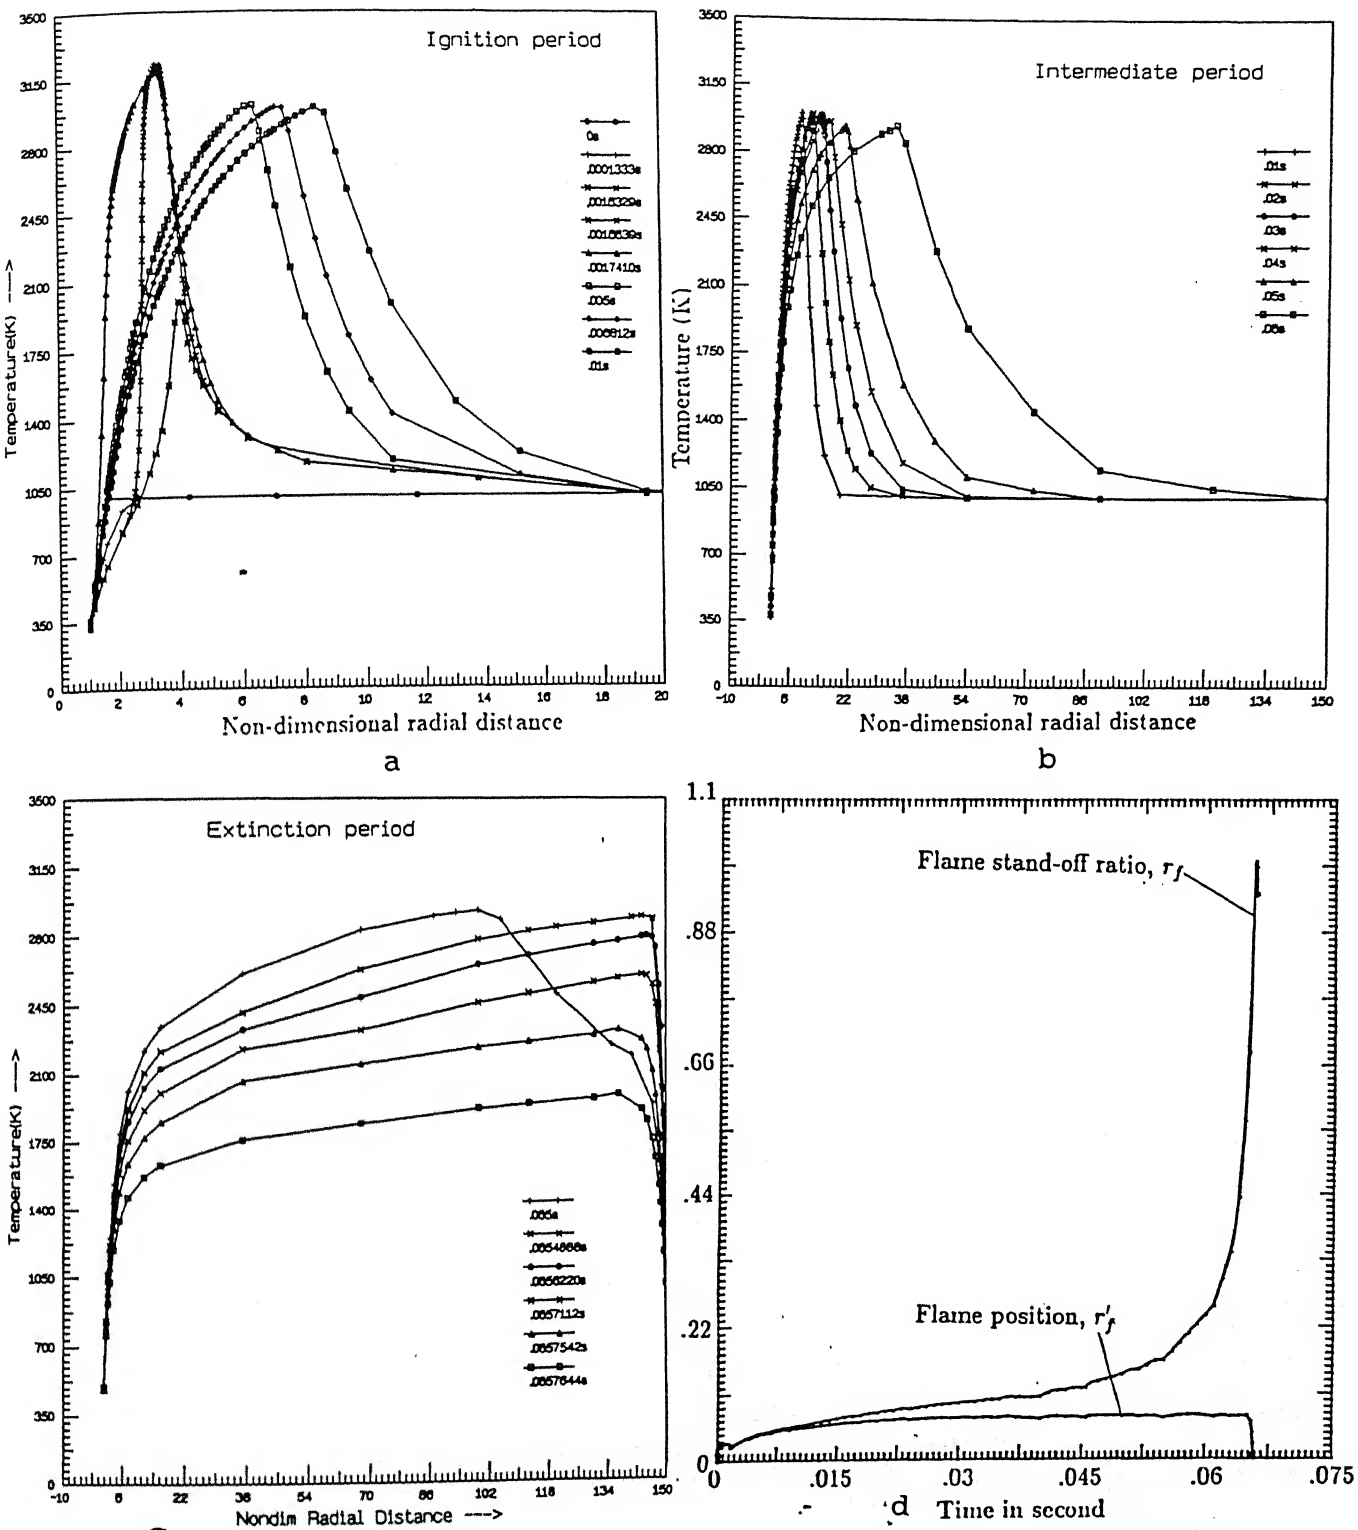 3500
3150
2800
2450
2100
1750
1400
1050
700
350
0
Temperature(K) --->
Ignition period
0s
.0001333s
.0017410s
.005s
.006812s
.01s
0 2 4 6 8 10 12 14 16 18 20
Non-dimensional radial distance
a
3500
3150
2800
2450
2100
1750
1400
1050
700
350
0
Temperature (K)
Intermediate period
.01s
.02s
.03s
.04s
.05s
.06s
-10 6 22 38 54 70 86 102 118 134 150
Non-dimensional radial distance
b
3500
3150
2800
2450
2100
1750
1400
1050
700
350
0
Temperature(K) --->
Extinction period
.065s
.0654868s
.0656220s
.0657112s
.0657542s
.0657644s
-10 6 22 38 54 70 86 102 118 134 150
Nondim Radial Distance --->
1.1
.88
.66
.44
.22
0
Flame stand-off ratio, r_f
Flame position, r'_f
0 .015 .03 .045 .06 .075
d Time in second